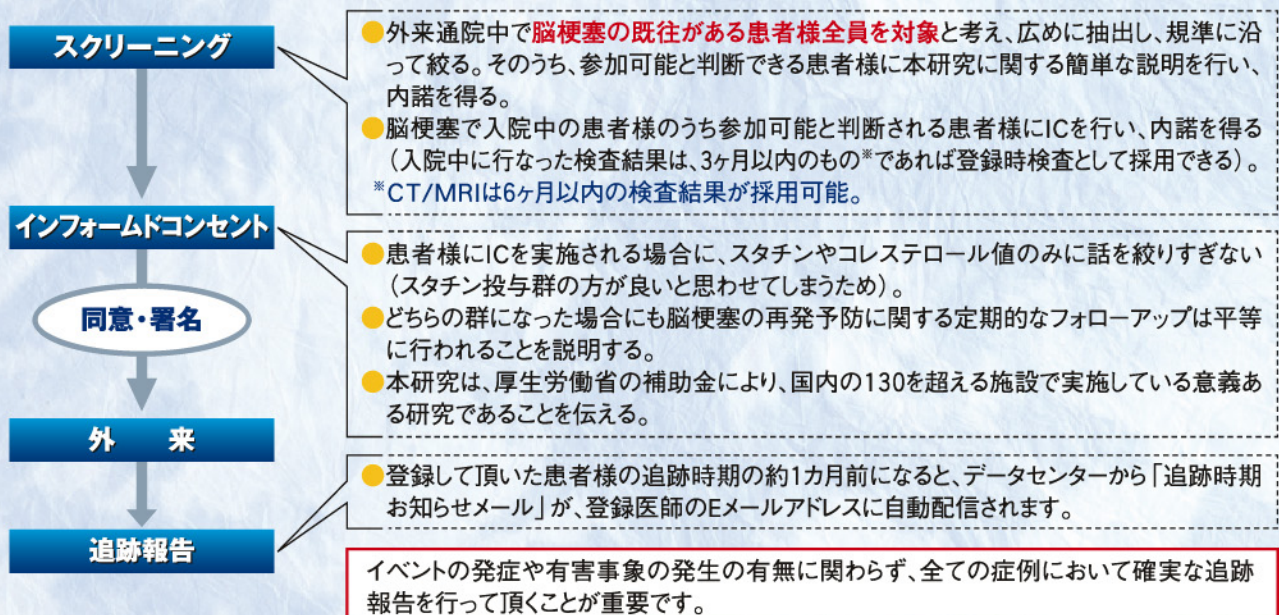 スクリーニング
●外来通院中で脳梗塞の既往がある患者様全員を対象と考え、広めに抽出し、規準に沿
って絞る。そのうち、参加可能と判断できる患者様に本研究に関する簡単な説明を行い、
内諾を得る。
●脳梗塞で入院中の患者様のうち参加可能と判断される患者様にICを行い、内諾を得る
（入院中に行なった検査結果は、3ヶ月以内のもの※であれば登録時検査として採用できる）。
※CT/MRIは6ヶ月以内の検査結果が採用可能。
インフォームドコンセント
●患者様にICを実施される場合に、スタチンやコレステロール値のみに話を絞りすぎない
（スタチン投与群の方が良いと思わせてしまうため）。
●どちらの群になった場合にも脳梗塞の再発予防に関する定期的なフォローアップは平等
に行われることを説明する。
●本研究は、厚生労働省の補助金により、国内の130を超える施設で実施している意義あ
る研究であることを伝える。
同意・署名
外　来
●登録して頂いた患者様の追跡時期の約1カ月前になると、データセンターから「追跡時期
お知らせメール」が、登録医師のEメールアドレスに自動配信されます。
追跡報告
イベントの発症や有害事象の発生の有無に関わらず、全ての症例において確実な追跡
報告を行って頂くことが重要です。